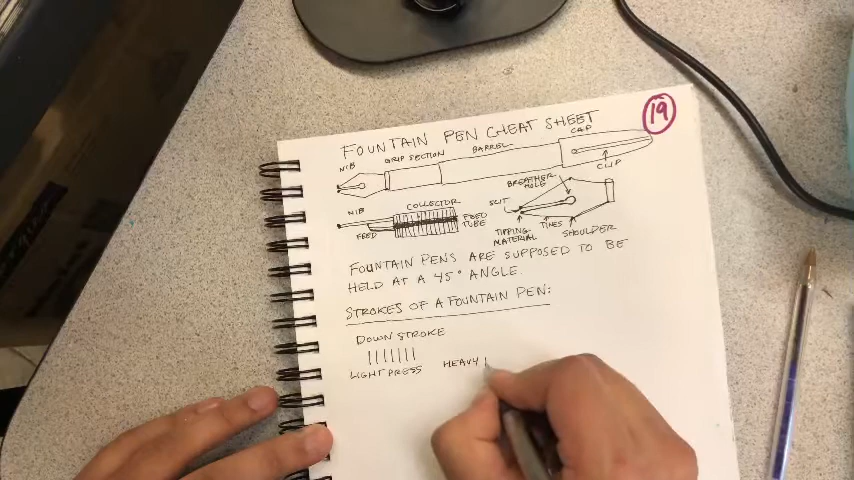 19
FOUNTAIN PEN CHEAT SHEET
NIB
GRIP SECTION
BARREL
CAP
CLIP
NIB
COLLECTOR
FEED
FEED
TUBE
BREATHER
HOLE
SLIT
TIPPING
MATERIAL
TINES
SHOULDER
FOUNTAIN PENS ARE SUPPOSED TO BE
HELD AT A 45° ANGLE.
STROKES OF A FOUNTAIN PEN:
DOWN STROKE
LIGHT PRESS
HEAVY